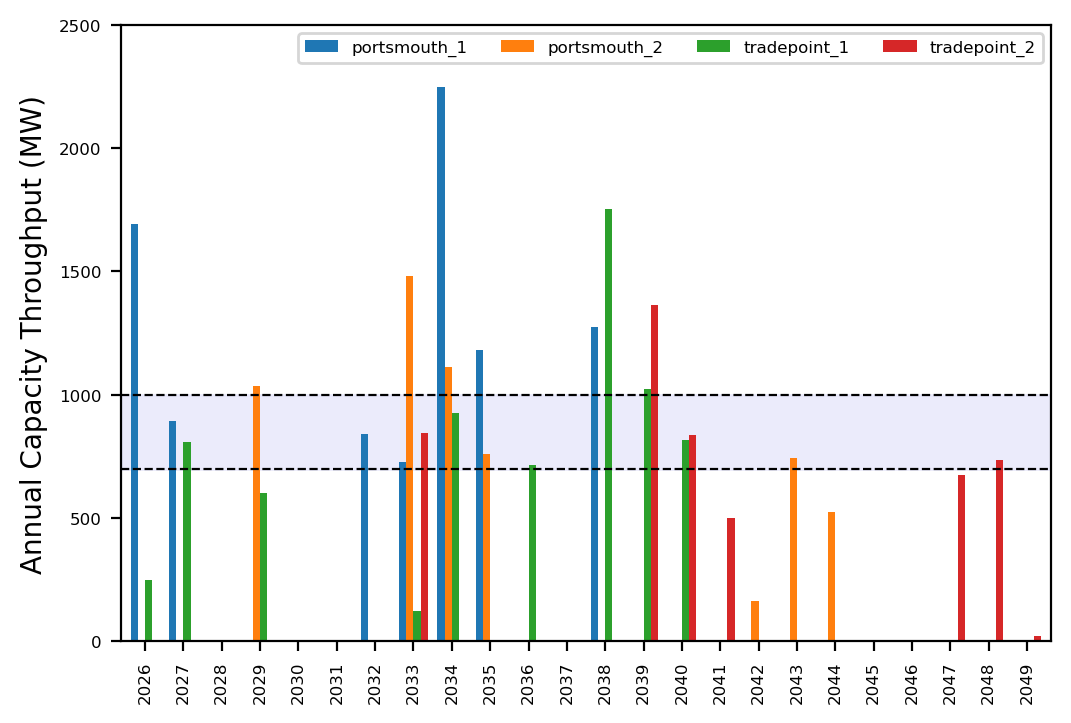 Annual Capacity Throughput (MW)
2500
2000
1500
1000
500
0
portsmouth_1 portsmouth_2 tradepoint_1 tradepoint_2
2026 2027 2028 2029 2030 2031 2032 2033 2034 2035 2036 2037 2038 2039 2040 2041 2042 2043 2044 2045 2046 2047 2048 2049